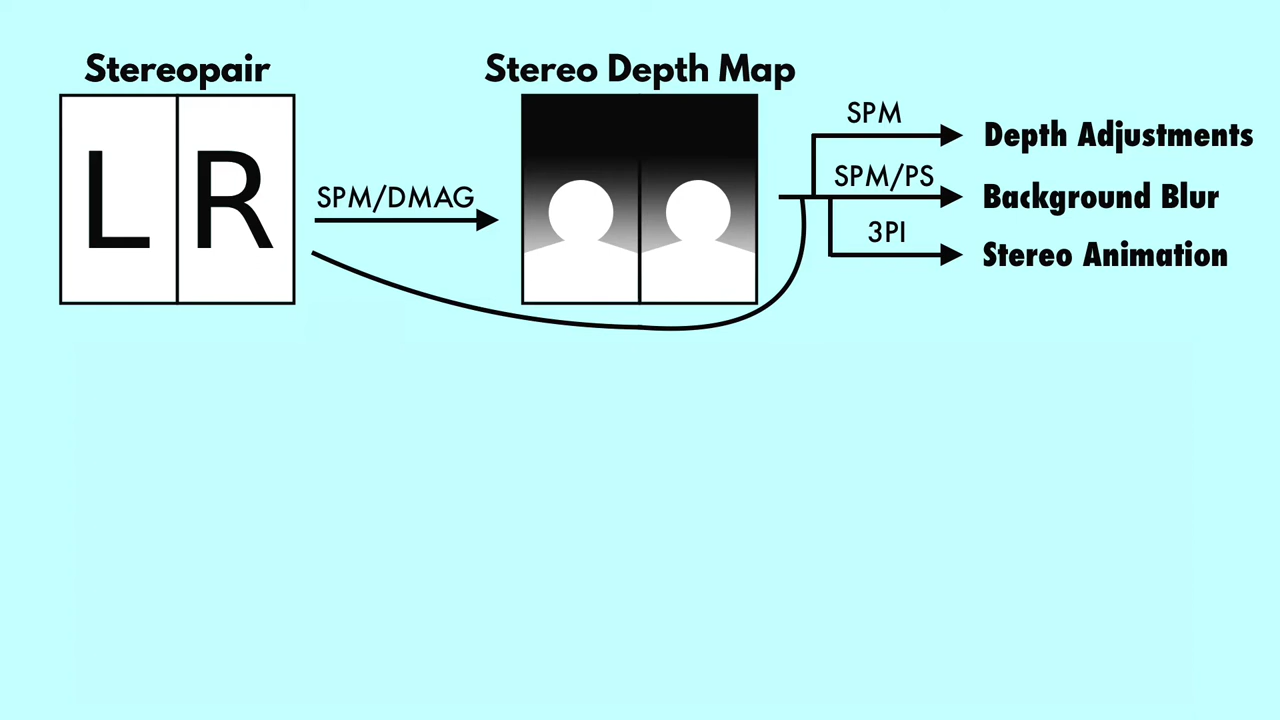 Stereopair
Stereo Depth Map
L R
SPM/DMAG
SPM
Depth Adjustments
SPM/PS
Background Blur
3PI
Stereo Animation